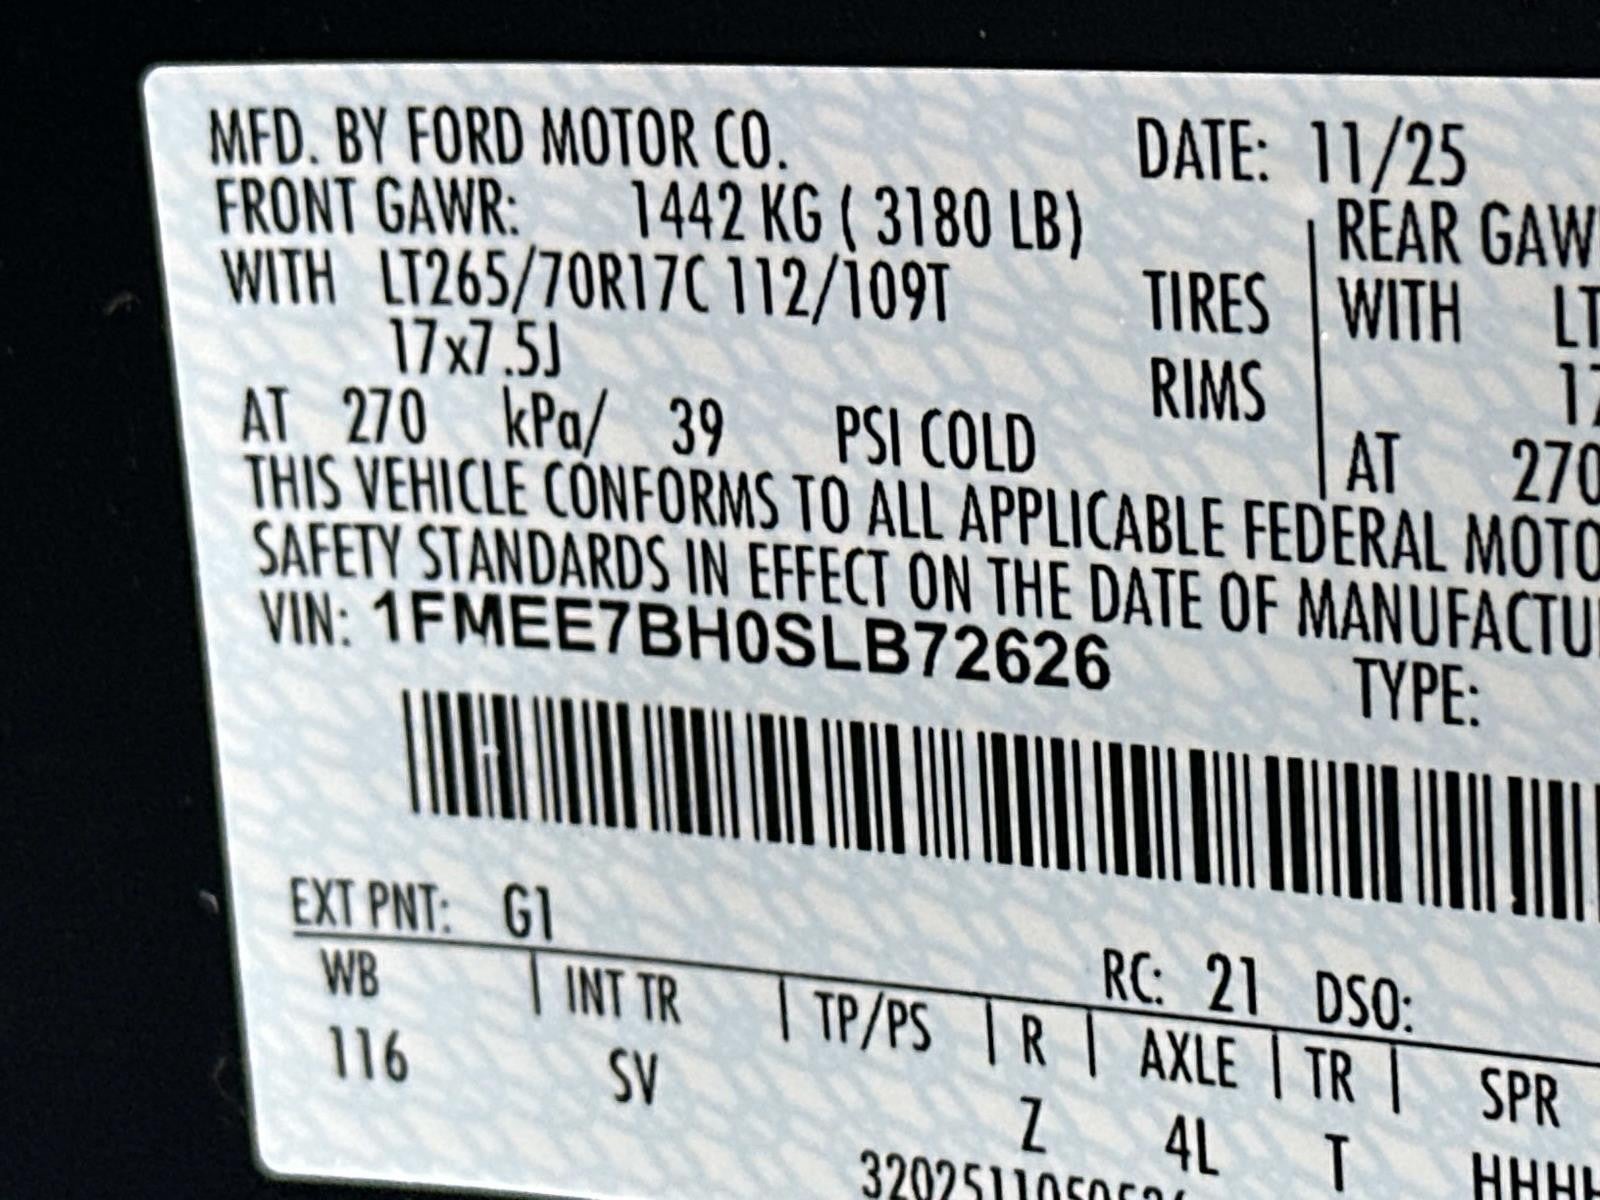 MFD. BY FORD MOTOR CO. DATE: 11/25
FRONT GAWR: 1442 KG ( 3180 LB) REAR GAW
WITH LT265/70R17C 112/109T TIRES WITH LT
17x7.5J RIMS 17
AT 270 kPa/ 39 PSI COLD AT 270
THIS VEHICLE CONFORMS TO ALL APPLICABLE FEDERAL MOTO
SAFETY STANDARDS IN EFFECT ON THE DATE OF MANUFACTU
VIN: 1FMEE7BH0SLB72626 TYPE:
EXT PNT: G1 RC: 21 DSO:
WB INT TR TP/PS R AXLE TR SPR
116 SV Z 4L T HHHH